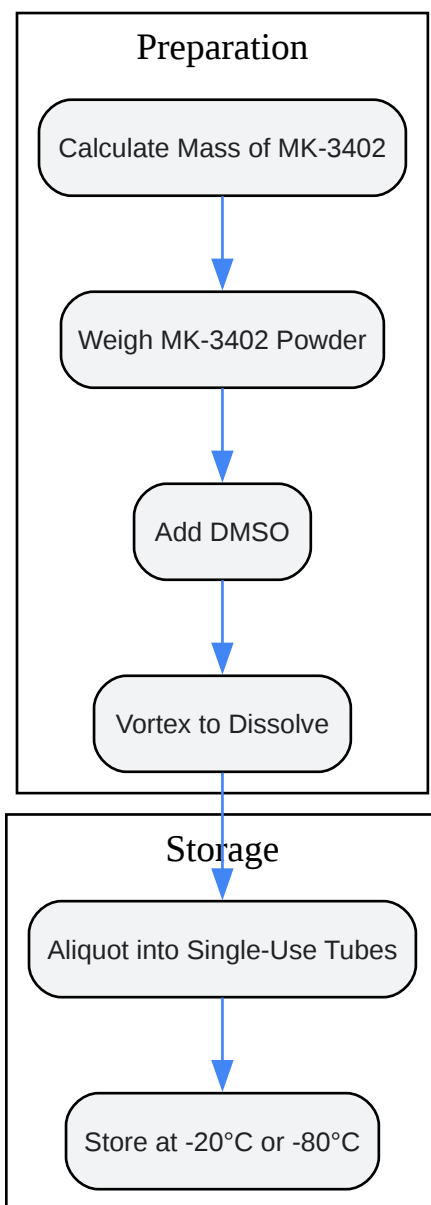 Preparation
Calculate Mass of MK-3402
Weigh MK-3402 Powder
Add DMSO
Vortex to Dissolve
Storage
Aliquot into Single-Use Tubes
Store at -20°C or -80°C